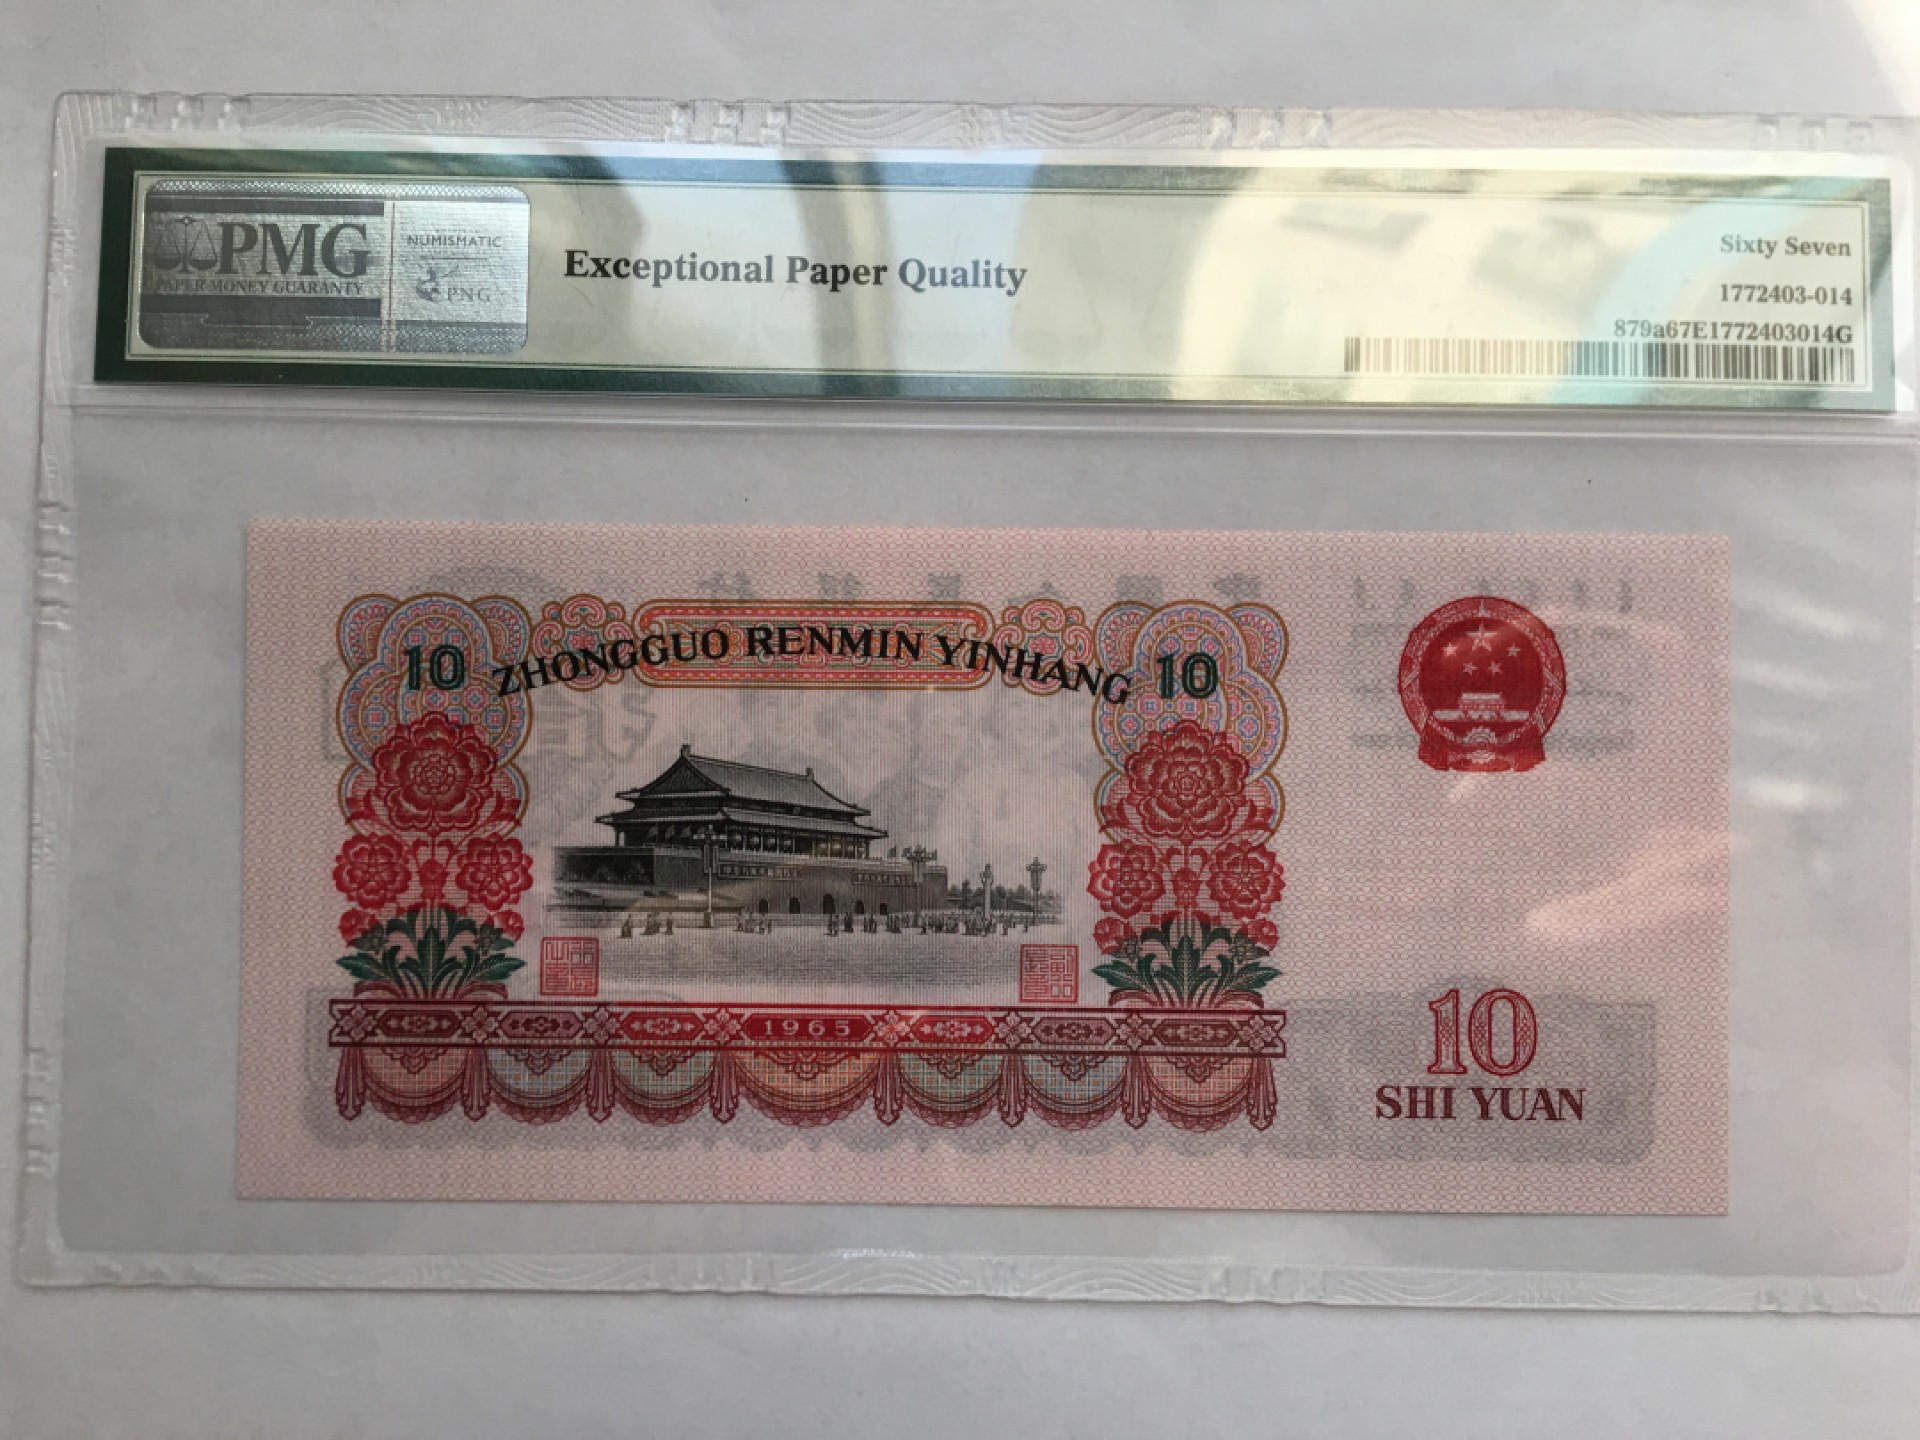 PMG
PAPER MONEY GUARANTY
NUMISMATIC
PNG
Exceptional Paper Quality
Sixty Seven
1772403-014
879a67E1772403014G
10 ZHONGGUO RENMIN YINHANG 10
1965
10
SHI YUAN